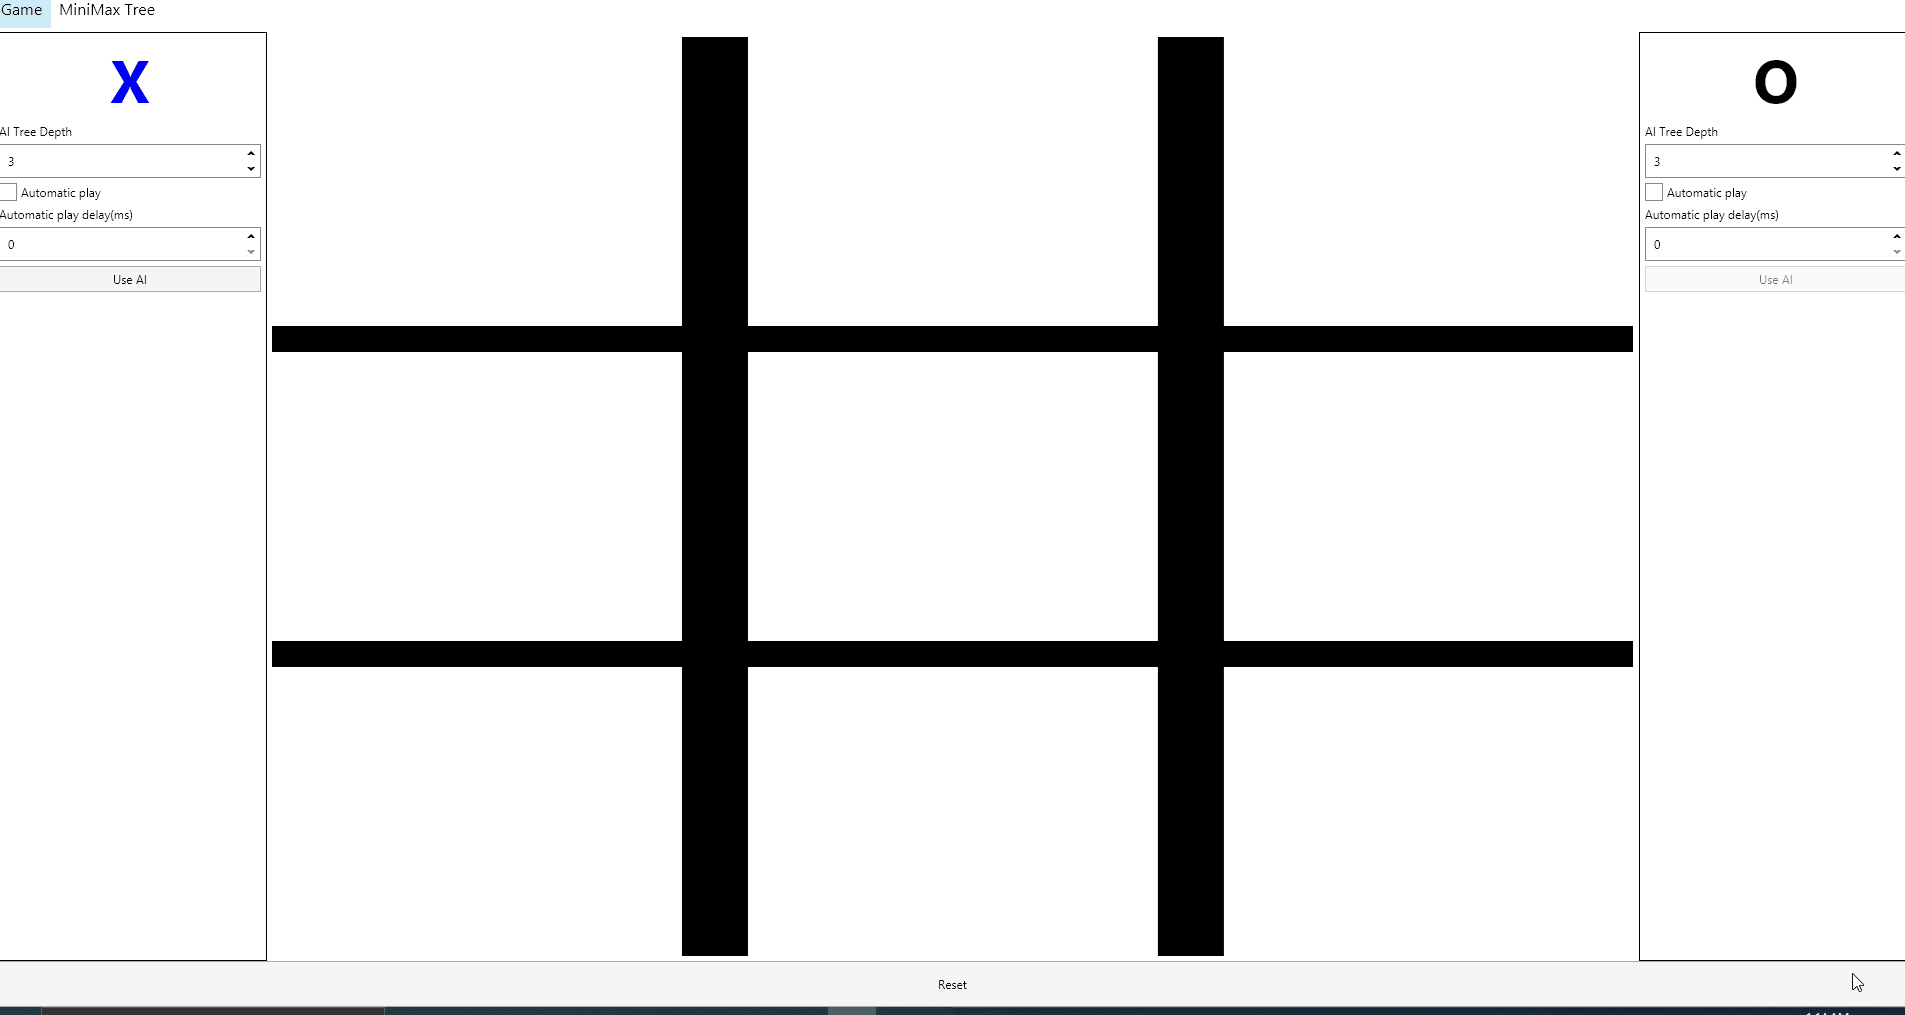 Game MiniMax Tree
X
AI Tree Depth
3
Automatic play
Automatic play delay(ms)
0
Use AI
O
AI Tree Depth
3
Automatic play
Automatic play delay(ms)
0
Use AI
Reset